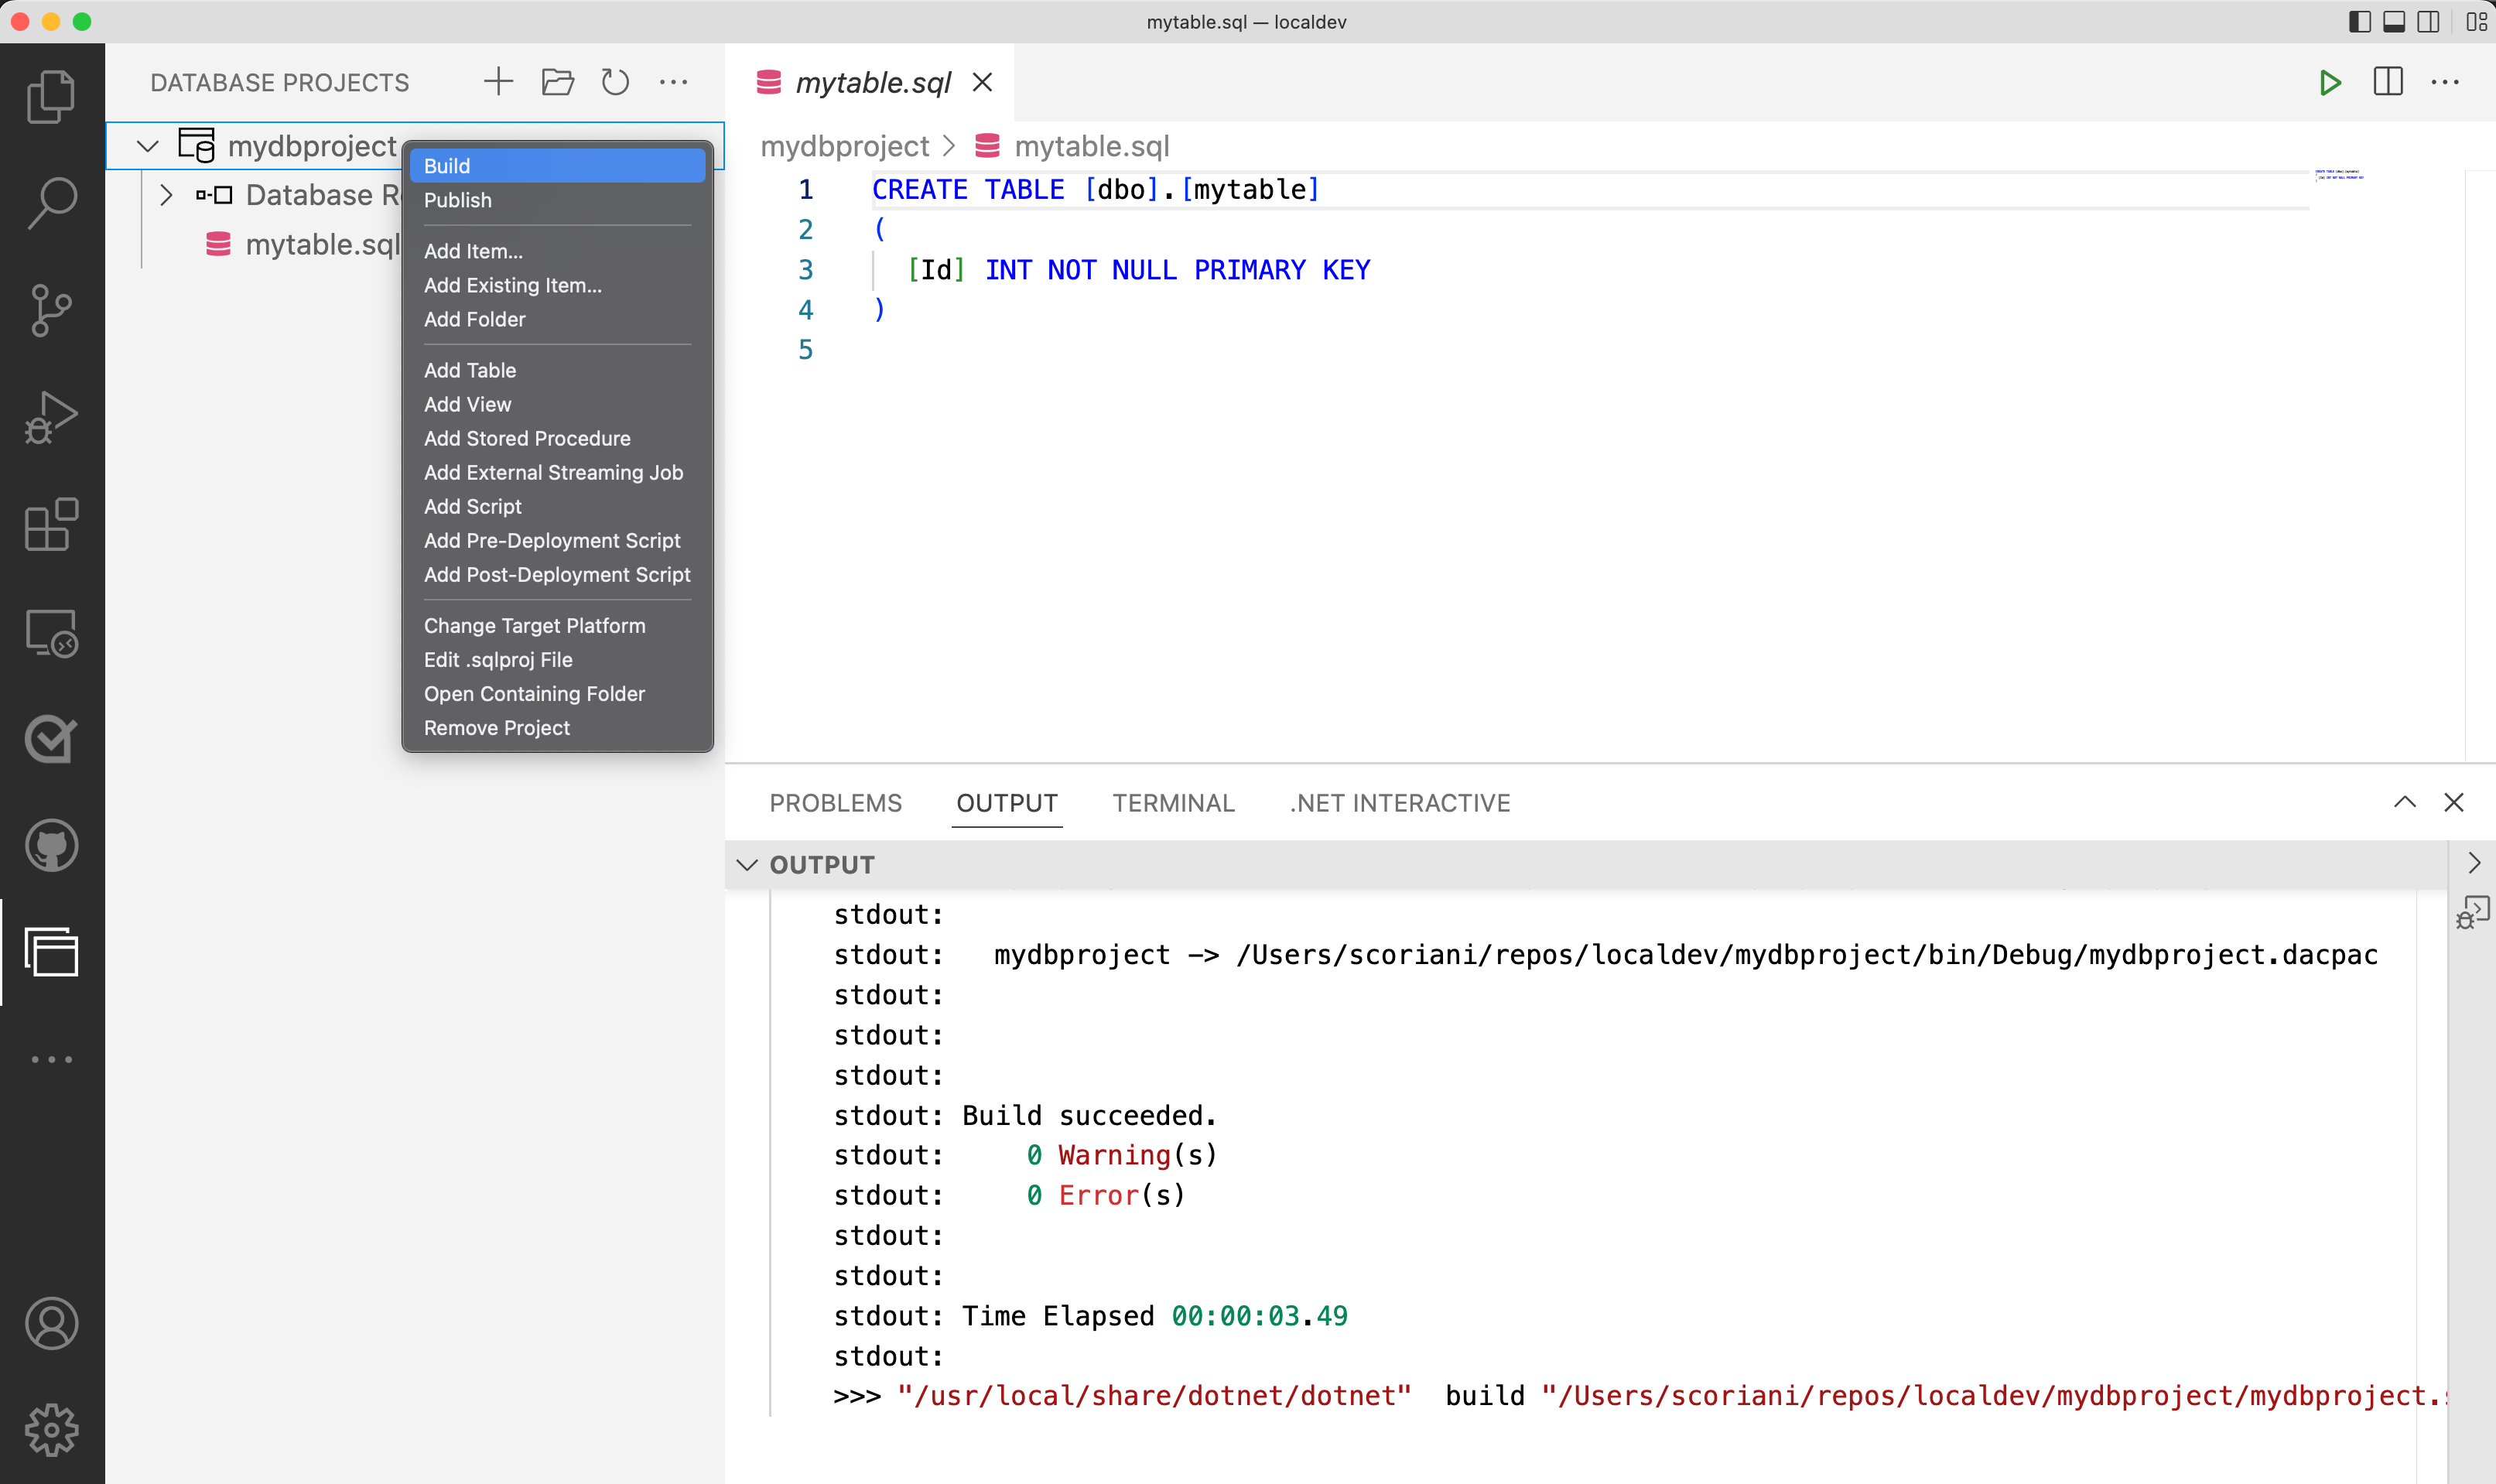 mytable.sql — localdev
DATABASE PROJECTS
mydbproject
Database R
mytable.sql
Build
Publish
Add Item...
Add Existing Item...
Add Folder
Add Table
Add View
Add Stored Procedure
Add External Streaming Job
Add Script
Add Pre-Deployment Script
Add Post-Deployment Script
Change Target Platform
Edit .sqlproj File
Open Containing Folder
Remove Project
mytable.sql
mydbproject > mytable.sql
1 CREATE TABLE [dbo].[mytable]
2 (
3 [Id] INT NOT NULL PRIMARY KEY
4 )
5
PROBLEMS OUTPUT TERMINAL .NET INTERACTIVE
OUTPUT
stdout:
stdout:   mydbproject -> /Users/scoriani/repos/localdev/mydbproject/bin/Debug/mydbproject.dacpac
stdout:
stdout:
stdout:
stdout: Build succeeded.
stdout:     0 Warning(s)
stdout:     0 Error(s)
stdout:
stdout:
stdout: Time Elapsed 00:00:03.49
stdout:
>>> "/usr/local/share/dotnet/dotnet"  build "/Users/scoriani/repos/localdev/mydbproject/mydbproject.